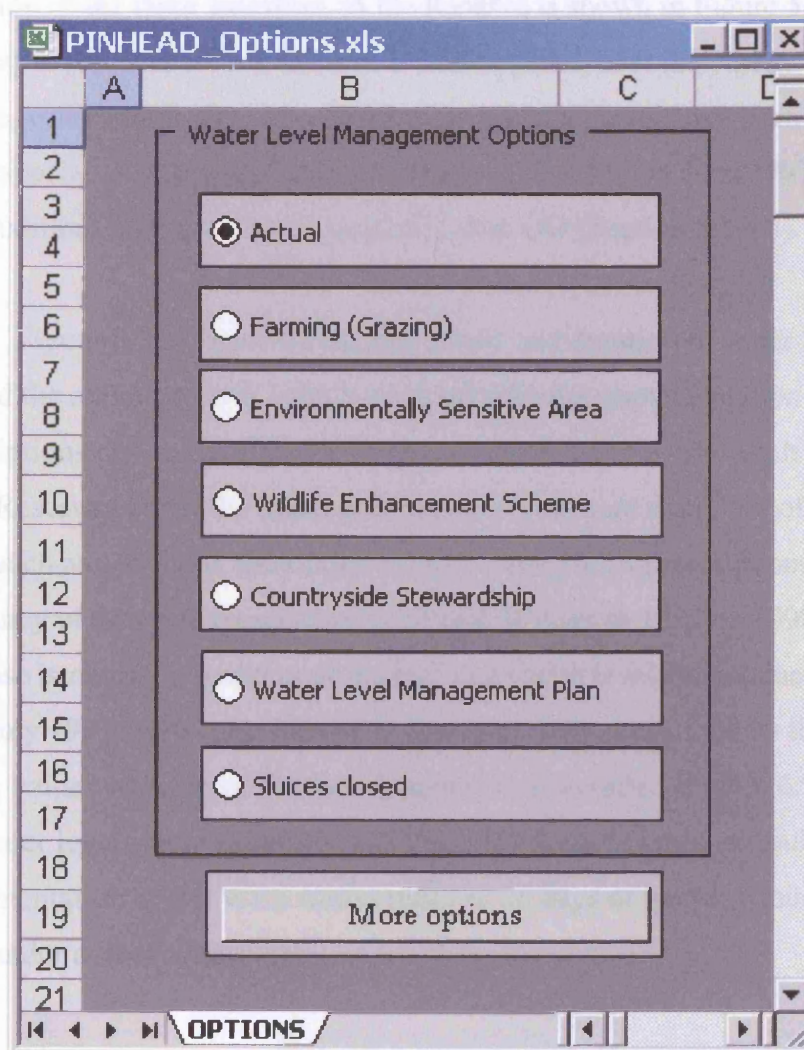 PINHEAD_Options.xls
A B C
1
Water Level Management Options
2
3
Actual
4
5
6
Farming (Grazing)
7
8
Environmentally Sensitive Area
9
10
Wildlife Enhancement Scheme
11
12
Countryside Stewardship
13
14
Water Level Management Plan
15
16
Sluices closed
17
18
19
More options
20
21
OPTIONS